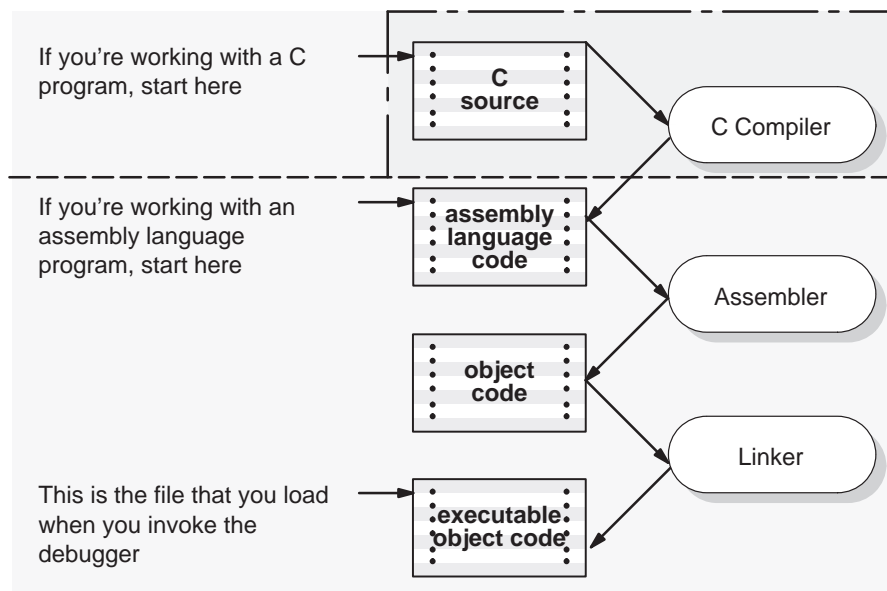 If you’re working with a C
program, start here
C
source
C Compiler
If you’re working with an
assembly language
program, start here
assembly
language
code
Assembler
object
code
Linker
This is the file that you load
when you invoke the
debugger
executable
object code